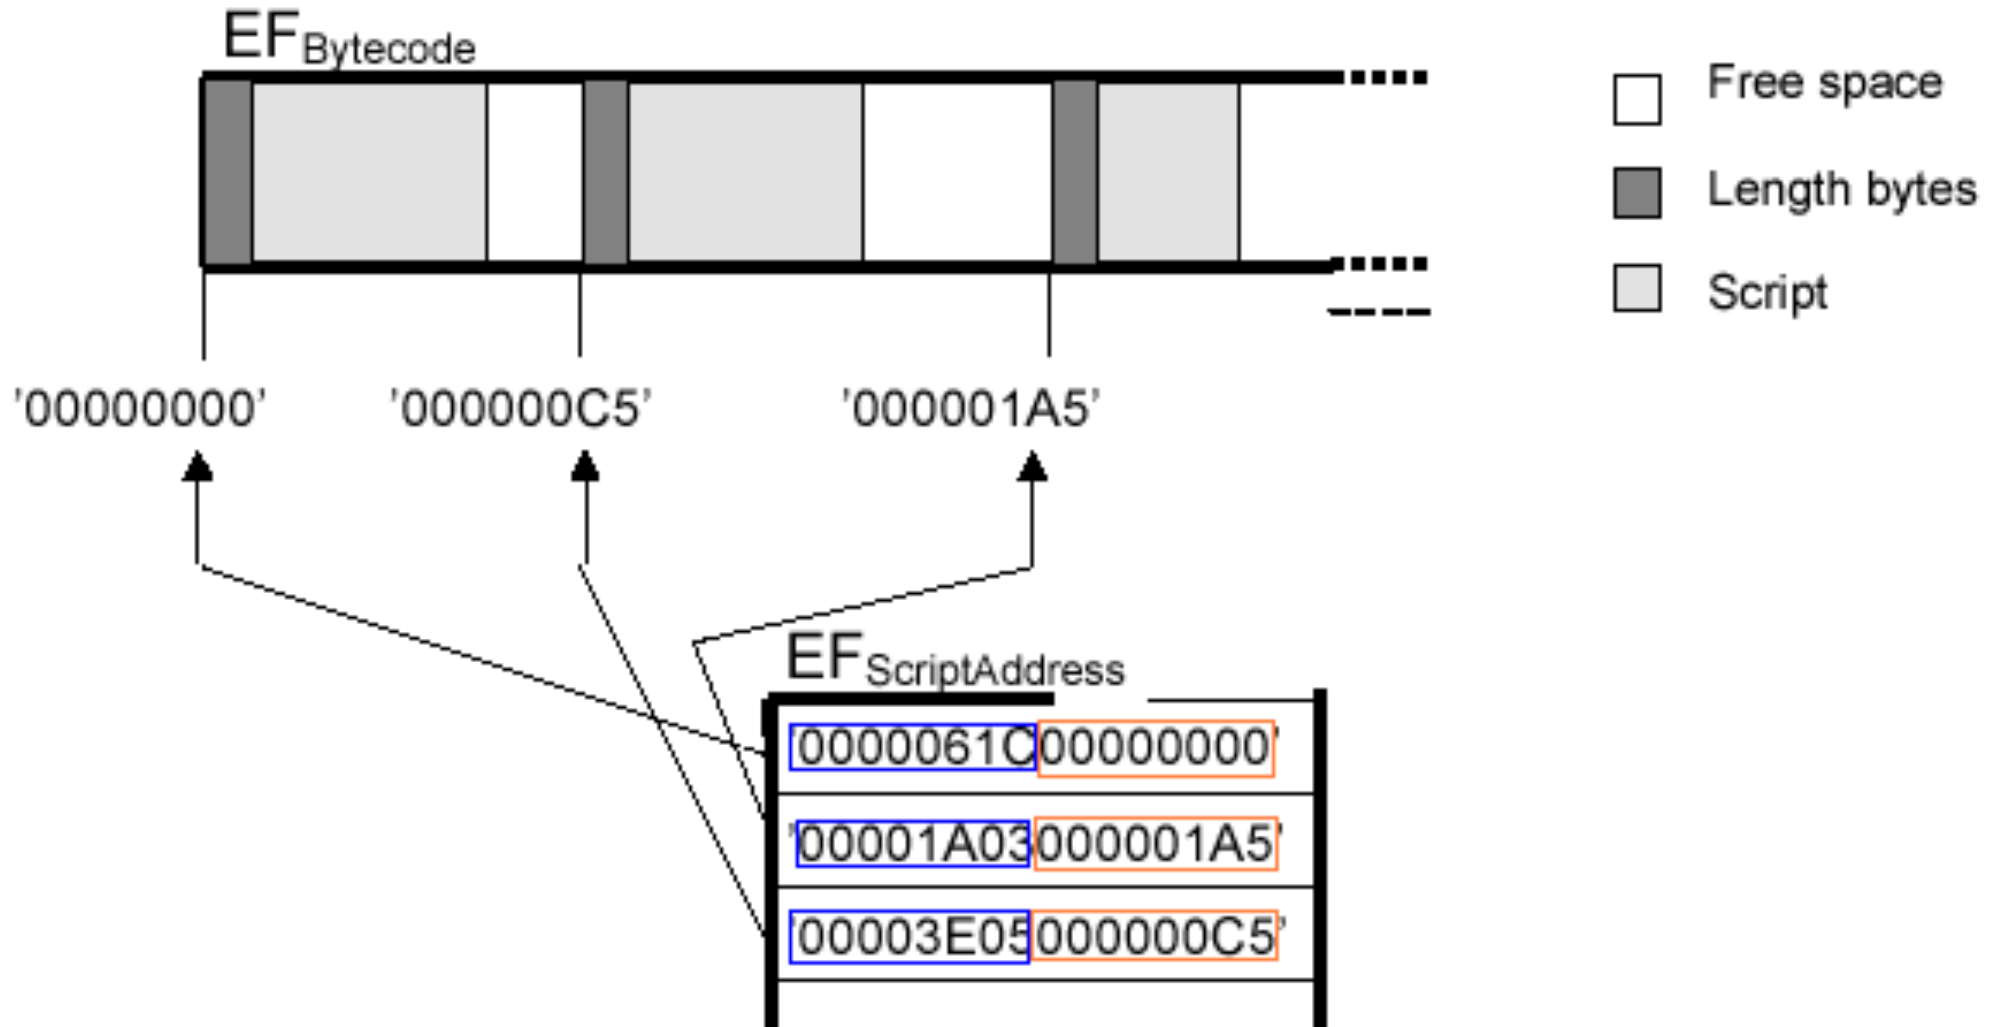 EFBytecode
Free space
Length bytes
Script
’00000000’ ’000000C5’ ’000001A5’
EFScriptAddress
’0000061C00000000’
’00001A03000001A5’
’00003E05000000C5’